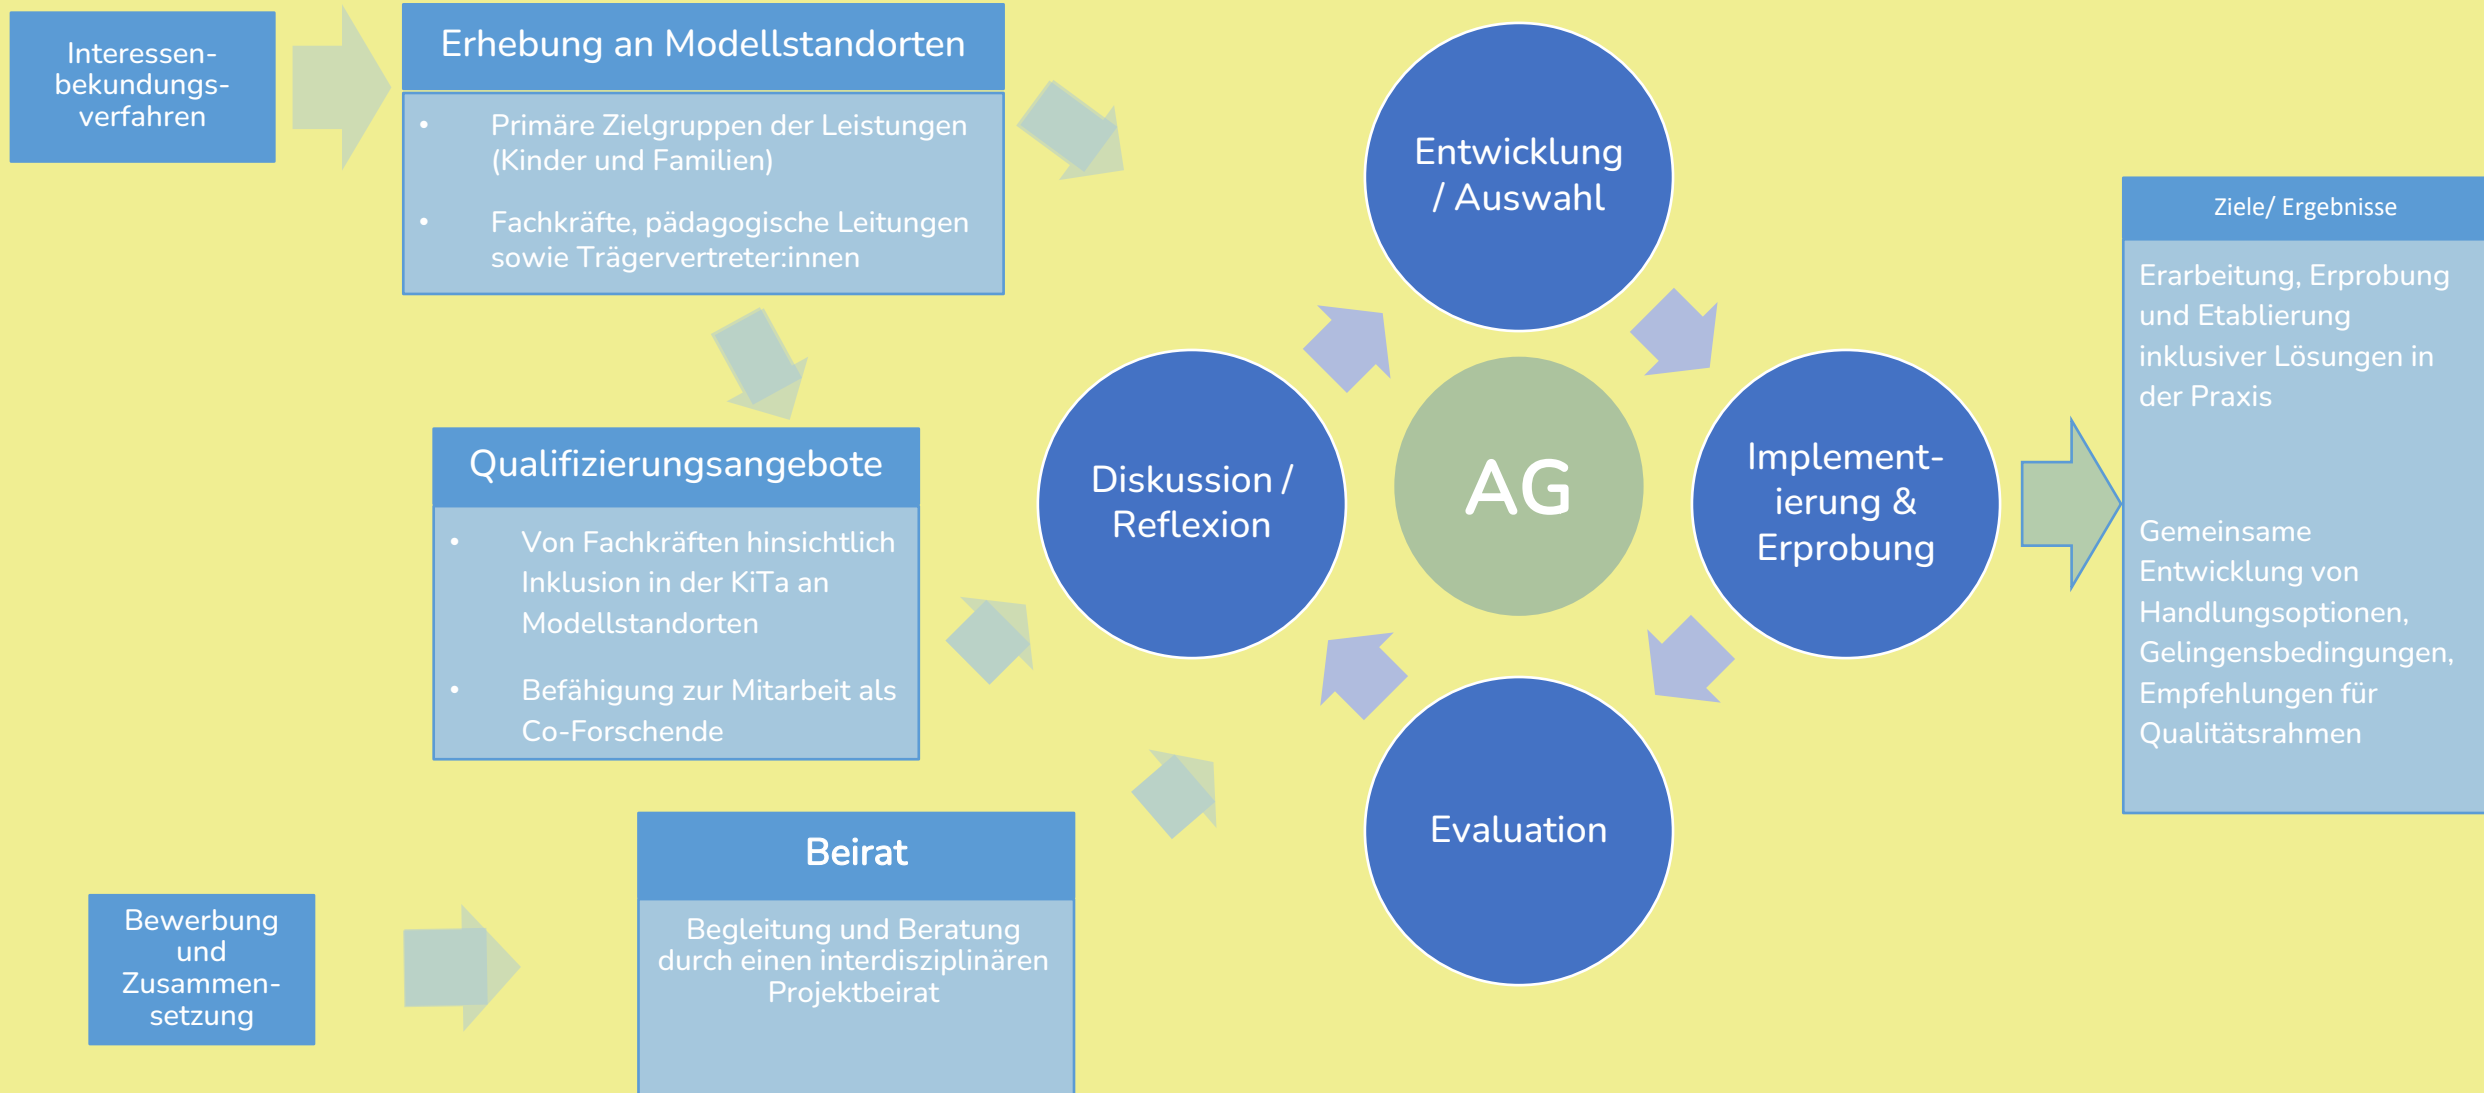 Interessen-
bekundungs-
verfahren
Erhebung an Modellstandorten
• Primäre Zielgruppen der Leistungen
(Kinder und Familien)
• Fachkräfte, pädagogische Leitungen
sowie Trägervertreter:innen
Qualifizierungsangebote
• Von Fachkräften hinsichtlich
Inklusion in der KiTa an
Modellstandorten
• Befähigung zur Mitarbeit als
Co-Forschende
Bewerbung
und
Zusammen-
setzung
Beirat
Begleitung und Beratung
durch einen interdisziplinären
Projektbeirat
Entwicklung
/ Auswahl
Diskussion /
Reflexion
AG
Implement-
ierung &
Erprobung
Evaluation
Ziele/ Ergebnisse
Erarbeitung, Erprobung
und Etablierung
inklusiver Lösungen in
der Praxis
Gemeinsame
Entwicklung von
Handlungsoptionen,
Gelingensbedingungen,
Empfehlungen für
Qualitätsrahmen